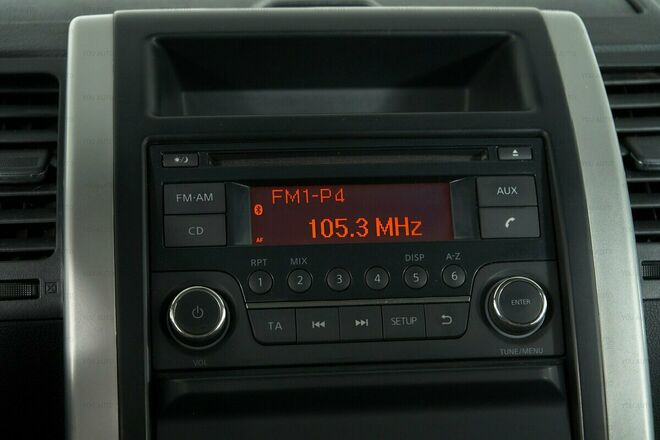 FM1-P4
105.3 MHz
AF
FM·AM
CD
AUX
RPT
MIX
DISP
A-Z
1
2
3
4
5
6
TA
SETUP
ENTER
VOL
TUNE/MENU